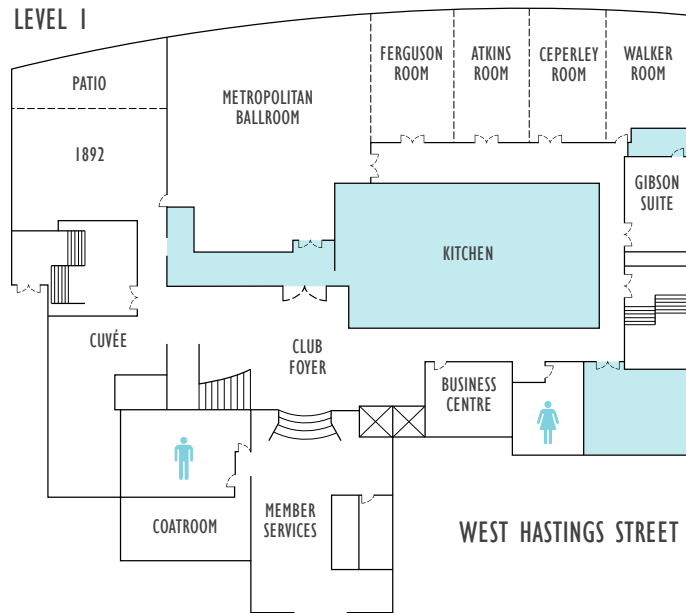 LEVEL 1
PATIO
1892
METROPOLITAN
BALLROOM
FERGUSON
ROOM
ATKINS
ROOM
CEPERLEY
ROOM
WALKER
ROOM
GIBSON
SUITE
KITCHEN
CUVÉE
CLUB
FOYER
BUSINESS
CENTRE
COATROOM
MEMBER
SERVICES
WEST HASTINGS STREET